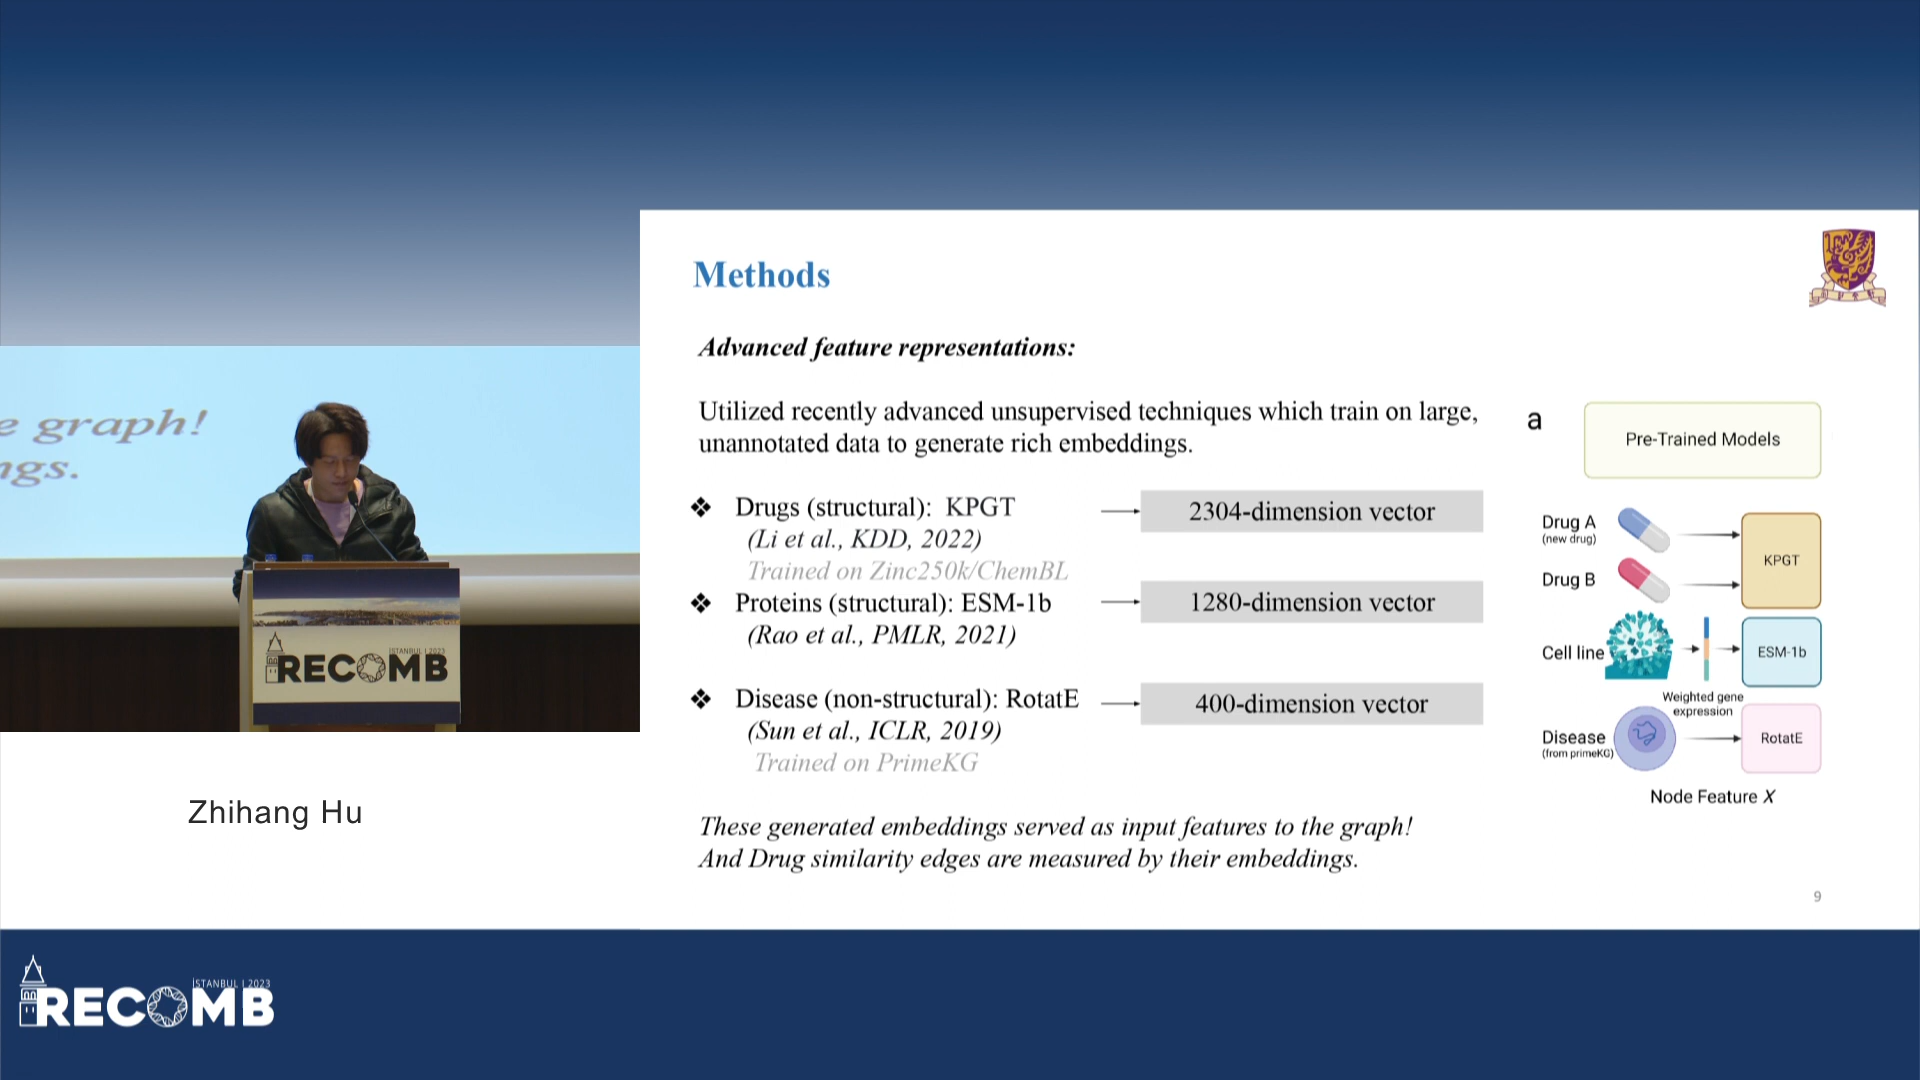 Methods
Advanced feature representations:
Utilized recently advanced unsupervised techniques which train on large,
unannotated data to generate rich embeddings.
❖ Drugs (structural): KPGT
2304-dimension vector
(Li et al., KDD, 2022)
Trained on Zinc250k/ChemBL
❖ Proteins (structural): ESM-1b
1280-dimension vector
(Rao et al., PMLR, 2021)
❖ Disease (non-structural): RotatE
400-dimension vector
(Sun et al., ICLR, 2019)
Trained on PrimeKG
These generated embeddings served as input features to the graph!
And Drug similarity edges are measured by their embeddings.
a
Pre-Trained Models
Drug A
(new drug)
KPGT
Drug B
Cell line
ESM-1b
Weighted gene
expression
Disease
(from primeKG)
RotatE
Node Feature X
9
e graph!
ngs.
ISTANBUL | 2023
RECOMB
Zhihang Hu
İSTANBUL | 2023
RECOMB